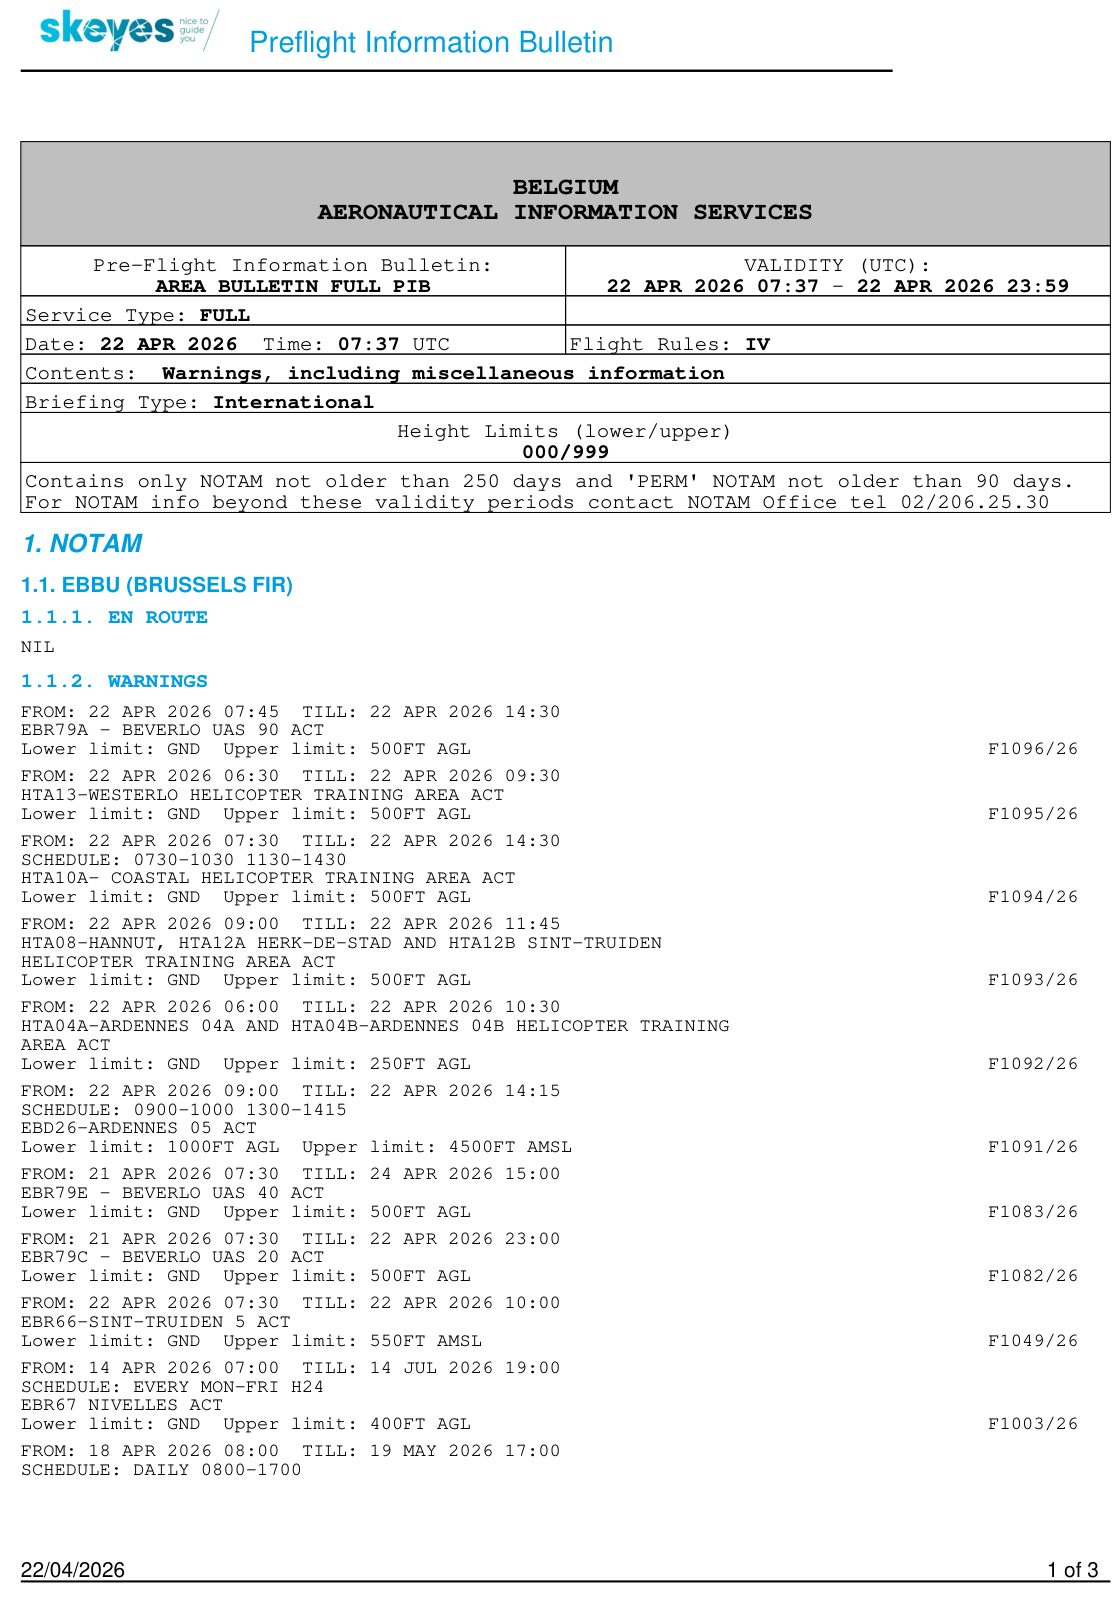 skeyes nice to guide you
Preflight Information Bulletin
BELGIUM
AERONAUTICAL INFORMATION SERVICES
Pre-Flight Information Bulletin:
AREA BULLETIN FULL PIB
VALIDITY (UTC):
22 APR 2026 07:37 - 22 APR 2026 23:59
Service Type: FULL
Date: 22 APR 2026 Time: 07:37 UTC
Flight Rules: IV
Contents: Warnings, including miscellaneous information
Briefing Type: International
Height Limits (lower/upper)
000/999
Contains only NOTAM not older than 250 days and 'PERM' NOTAM not older than 90 days.
For NOTAM info beyond these validity periods contact NOTAM Office tel 02/206.25.30
1. NOTAM
1.1. EBBU (BRUSSELS FIR)
1.1.1. EN ROUTE
NIL
1.1.2. WARNINGS
FROM: 22 APR 2026 07:45 TILL: 22 APR 2026 14:30
EBR79A - BEVERLO UAS 90 ACT
Lower limit: GND Upper limit: 500FT AGL F1096/26
FROM: 22 APR 2026 06:30 TILL: 22 APR 2026 09:30
HTA13-WESTERLO HELICOPTER TRAINING AREA ACT
Lower limit: GND Upper limit: 500FT AGL F1095/26
FROM: 22 APR 2026 07:30 TILL: 22 APR 2026 14:30
SCHEDULE: 0730-1030 1130-1430
HTA10A- COASTAL HELICOPTER TRAINING AREA ACT
Lower limit: GND Upper limit: 500FT AGL F1094/26
FROM: 22 APR 2026 09:00 TILL: 22 APR 2026 11:45
HTA08-HANNUT, HTA12A HERK-DE-STAD AND HTA12B SINT-TRUIDEN
HELICOPTER TRAINING AREA ACT
Lower limit: GND Upper limit: 500FT AGL F1093/26
FROM: 22 APR 2026 06:00 TILL: 22 APR 2026 10:30
HTA04A-ARDENNES 04A AND HTA04B-ARDENNES 04B HELICOPTER TRAINING
AREA ACT
Lower limit: GND Upper limit: 250FT AGL F1092/26
FROM: 22 APR 2026 09:00 TILL: 22 APR 2026 14:15
SCHEDULE: 0900-1000 1300-1415
EBD26-ARDENNES 05 ACT
Lower limit: 1000FT AGL Upper limit: 4500FT AMSL F1091/26
FROM: 21 APR 2026 07:30 TILL: 24 APR 2026 15:00
EBR79E - BEVERLO UAS 40 ACT
Lower limit: GND Upper limit: 500FT AGL F1083/26
FROM: 21 APR 2026 07:30 TILL: 22 APR 2026 23:00
EBR79C - BEVERLO UAS 20 ACT
Lower limit: GND Upper limit: 500FT AGL F1082/26
FROM: 22 APR 2026 07:30 TILL: 22 APR 2026 10:00
EBR66-SINT-TRUIDEN 5 ACT
Lower limit: GND Upper limit: 550FT AMSL F1049/26
FROM: 14 APR 2026 07:00 TILL: 14 JUL 2026 19:00
SCHEDULE: EVERY MON-FRI H24
EBR67 NIVELLES ACT
Lower limit: GND Upper limit: 400FT AGL F1003/26
FROM: 18 APR 2026 08:00 TILL: 19 MAY 2026 17:00
SCHEDULE: DAILY 0800-1700
22/04/2026 1 of 3